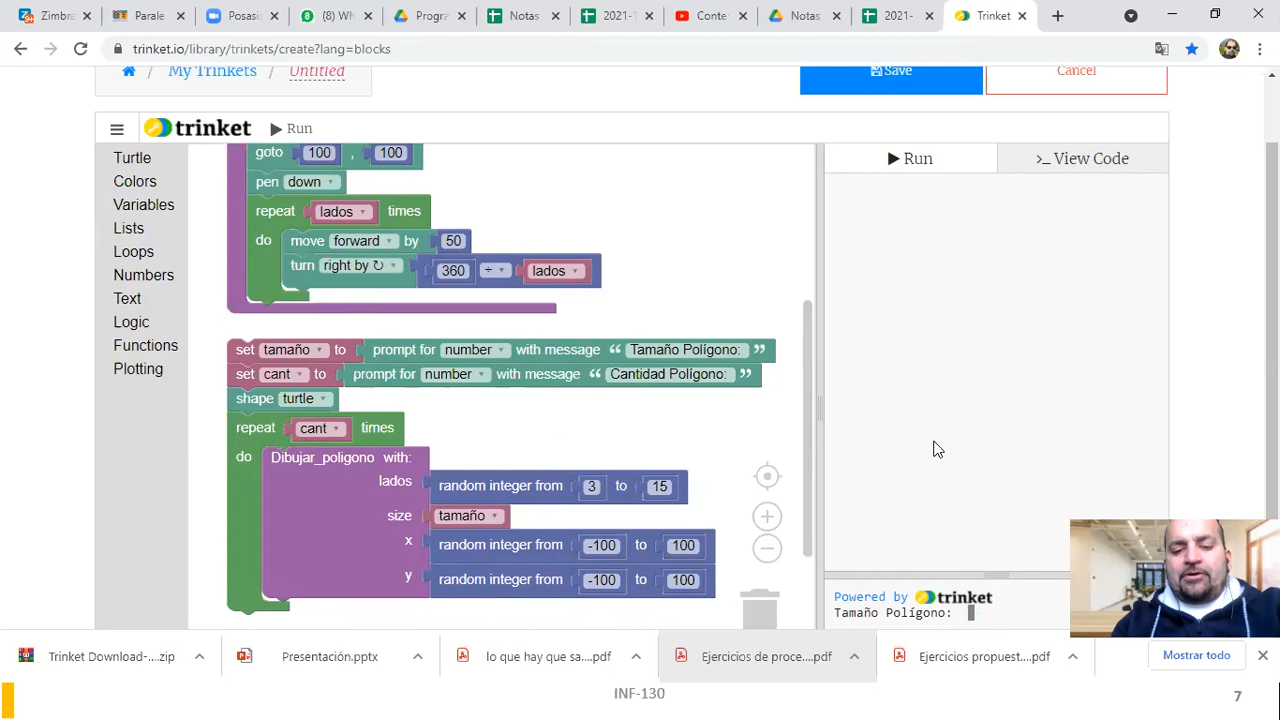 Zimbr
Parale
Posas
(8) Wh
Progra
Notas
2021-1
Conte
Notas
2021-
Trinket
trinket.io/library/trinkets/create?lang=blocks
/ My Trinkets / Untitled
Save
Cancel
trinket
Run
Run
View Code
Turtle
Colors
Variables
Lists
Loops
Numbers
Text
Logic
Functions
Plotting
goto 100 , 100
pen down
repeat lados times
do move forward by 50
turn right by ↻ 360 ÷ lados
set tamaño to prompt for number with message “ Tamaño Polígono: ”
set cant to prompt for number with message “ Cantidad Polígono: ”
shape turtle
repeat cant times
do Dibujar_poligono with:
lados random integer from 3 to 15
size tamaño
x random integer from -100 to 100
y random integer from -100 to 100
Powered by trinket
Tamaño Polígono:
Trinket Download-....zip
Presentación.pptx
lo que hay que sa....pdf
Ejercicios de proce....pdf
Ejercicios propuest....pdf
Mostrar todo
INF-130
7